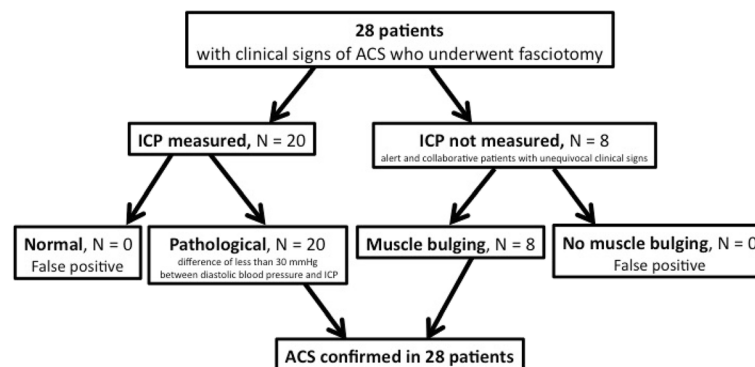 28 patients
with clinical signs of ACS who underwent fasciotomy
ICP measured, N = 20
ICP not measured, N = 8
alert and collaborative patients with unequivocal clinical signs
Normal, N = 0
False positive
Pathological, N = 20
difference of less than 30 mmHg
between diastolic blood pressure and ICP
Muscle bulging, N = 8
No muscle bulging, N = 0
False positive
ACS confirmed in 28 patients